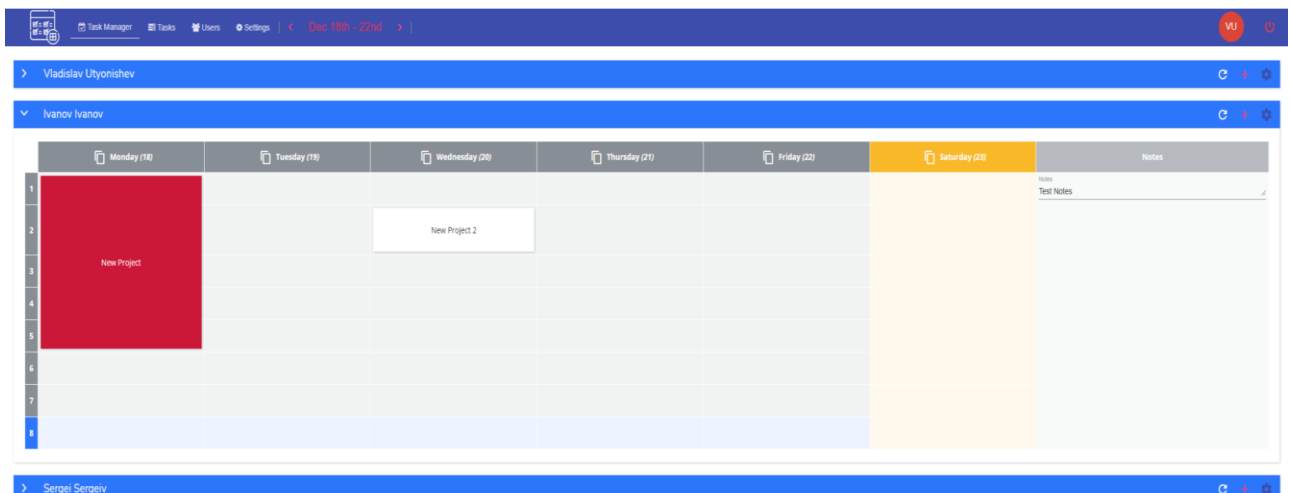 Task Manager Tasks Users Settings Dec 18th - 22nd VU
Vladislav Utyonishev
Ivanov Ivanov
Monday (18) Tuesday (19) Wednesday (20) Thursday (21) Friday (22) Saturday (23) Notes
Notes
1 Test Notes
2 New Project 2
New Project
3
4
5
6
7
8
Sergei Sergeiv